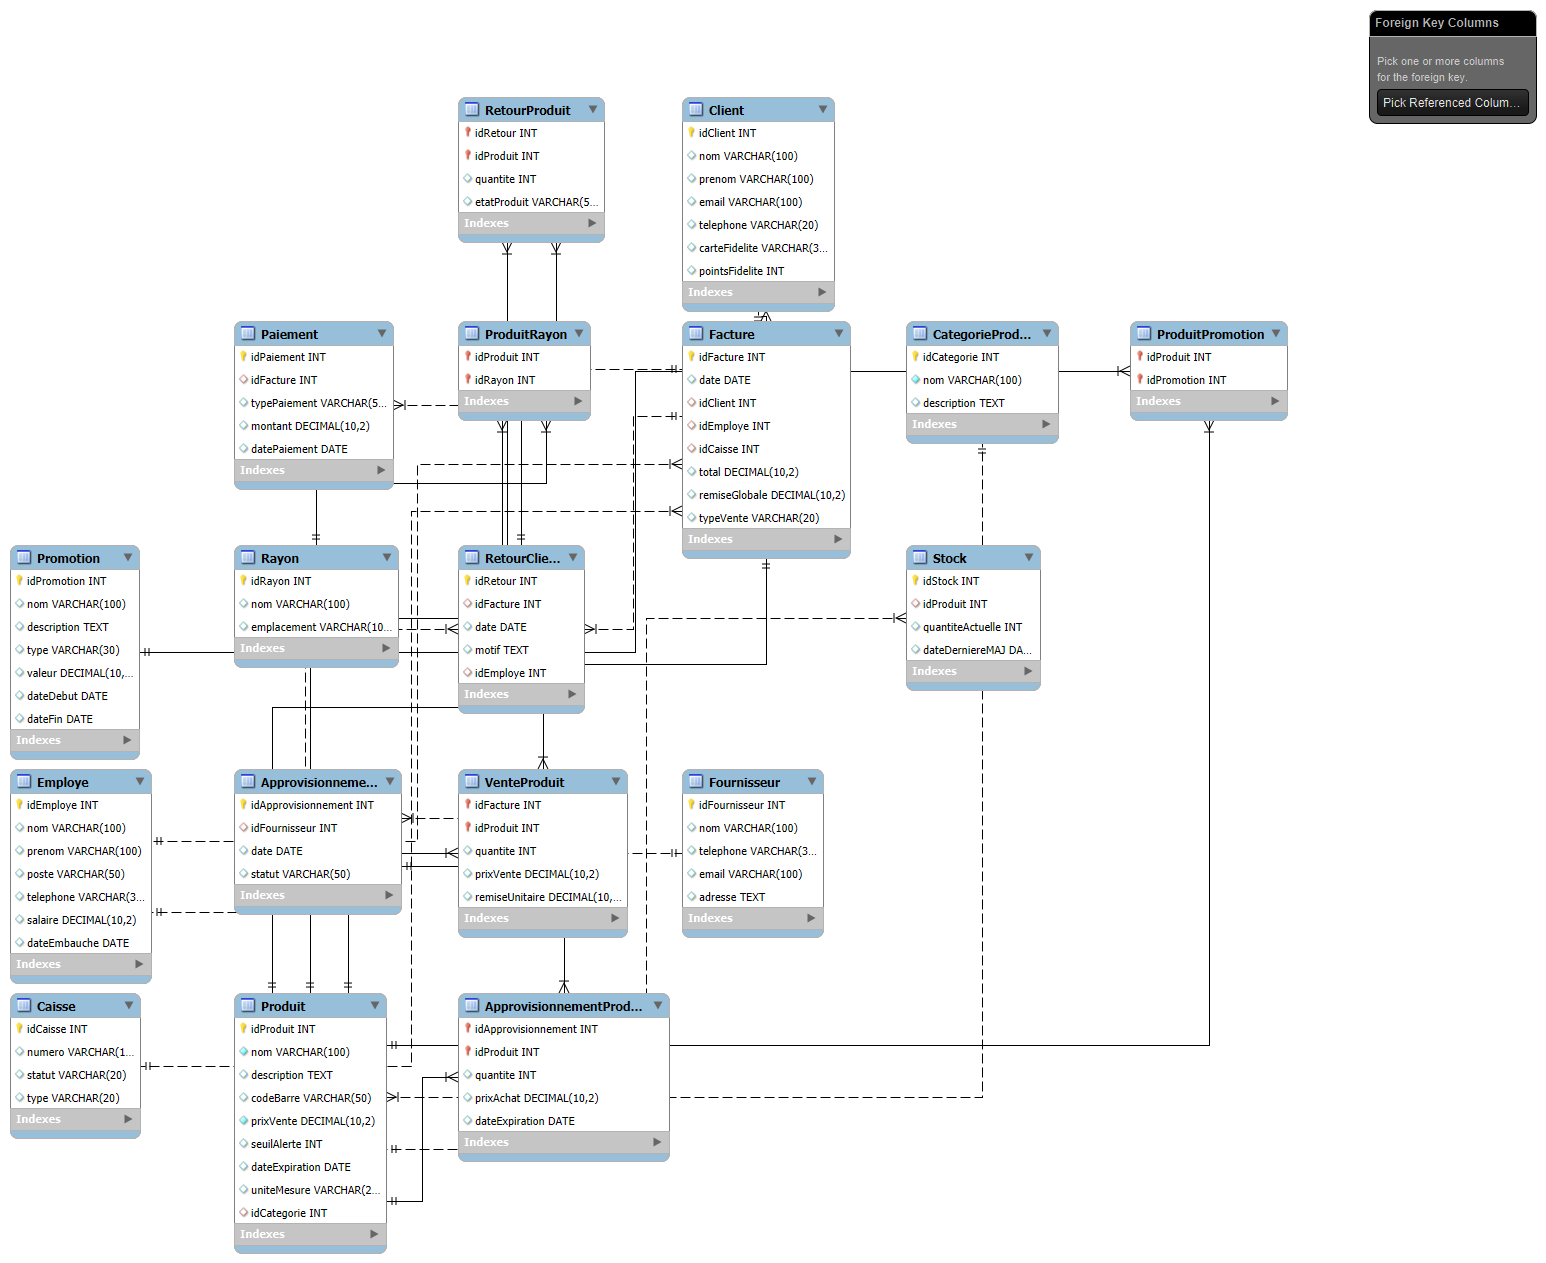 Foreign Key Columns
Pick one or more columns
for the foreign key.
Pick Referenced Colum...
RetourProduit
idRetour INT
idProduit INT
quantite INT
etatProduit VARCHAR(5...
Indexes
Client
idClient INT
nom VARCHAR(100)
prenom VARCHAR(100)
email VARCHAR(100)
telephone VARCHAR(20)
carteFidelite VARCHAR(3...
pointsFidelite INT
Indexes
Paiement
idPaiement INT
idFacture INT
typePaiement VARCHAR(5...
montant DECIMAL(10,2)
datePaiement DATE
Indexes
ProduitRayon
idProduit INT
idRayon INT
Indexes
Facture
idFacture INT
date DATE
idClient INT
idEmploye INT
idCaisse INT
total DECIMAL(10,2)
remiseGlobale DECIMAL(10,2)
typeVente VARCHAR(20)
Indexes
CategorieProd...
idCategorie INT
nom VARCHAR(100)
description TEXT
Indexes
ProduitPromotion
idProduit INT
idPromotion INT
Indexes
Promotion
idPromotion INT
nom VARCHAR(100)
description TEXT
type VARCHAR(30)
valeur DECIMAL(10,...
dateDebut DATE
dateFin DATE
Indexes
Rayon
idRayon INT
nom VARCHAR(100)
emplacement VARCHAR(10...
Indexes
RetourClie...
idRetour INT
idFacture INT
date DATE
motif TEXT
idEmploye INT
Indexes
Stock
idStock INT
idProduit INT
quantiteActuelle INT
dateDerniereMAJ DA...
Indexes
Employe
idEmploye INT
nom VARCHAR(100)
prenom VARCHAR(100)
poste VARCHAR(50)
telephone VARCHAR(3...
salaire DECIMAL(10,2)
dateEmbauche DATE
Indexes
Approvisionneme...
idApprovisionnement INT
idFournisseur INT
date DATE
statut VARCHAR(50)
Indexes
VenteProduit
idFacture INT
idProduit INT
quantite INT
prixVente DECIMAL(10,2)
remiseUnitaire DECIMAL(10,...
Indexes
Fournisseur
idFournisseur INT
nom VARCHAR(100)
telephone VARCHAR(3...
email VARCHAR(100)
adresse TEXT
Indexes
Caisse
idCaisse INT
numero VARCHAR(1...
statut VARCHAR(20)
type VARCHAR(20)
Indexes
Produit
idProduit INT
nom VARCHAR(100)
description TEXT
codeBarre VARCHAR(50)
prixVente DECIMAL(10,2)
seuilAlerte INT
dateExpiration DATE
uniteMesure VARCHAR(2...
idCategorie INT
Indexes
ApprovisionnementProd...
idApprovisionnement INT
idProduit INT
quantite INT
prixAchat DECIMAL(10,2)
dateExpiration DATE
Indexes